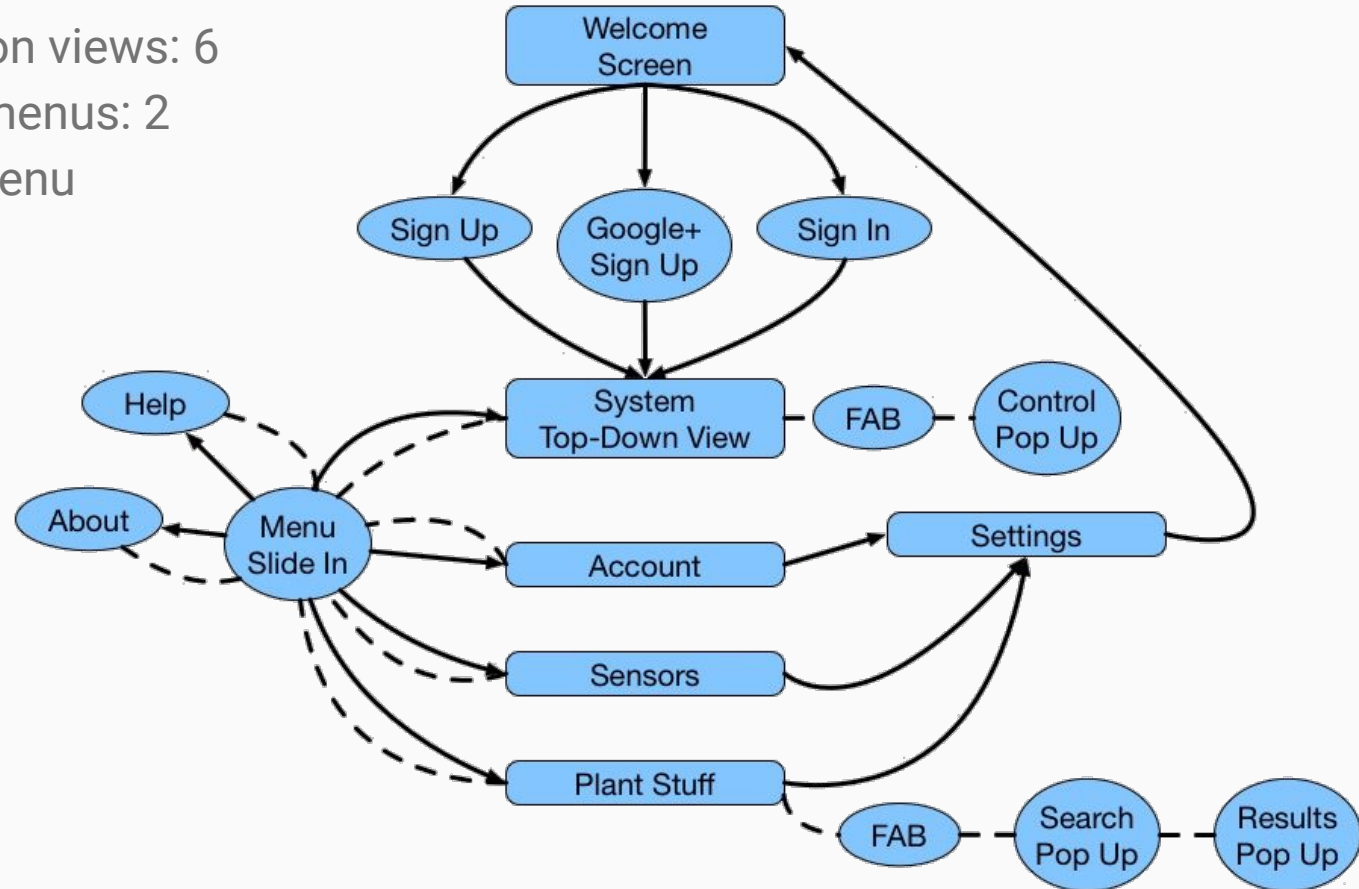 on views: 6
menus: 2
enu
Welcome
Screen
Sign Up
Google+
Sign Up
Sign In
System
Top-Down View
FAB
Control
Pop Up
Help
About
Menu
Slide In
Settings
Account
Sensors
Plant Stuff
FAB
Search
Pop Up
Results
Pop Up